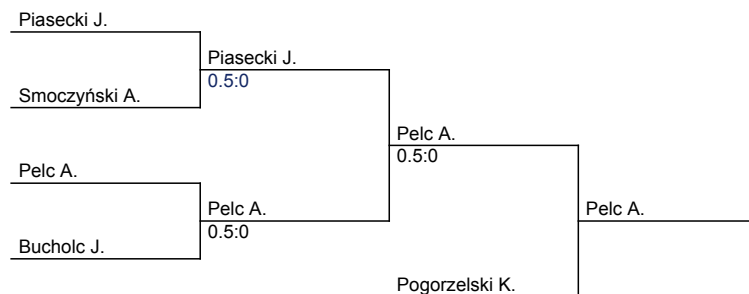 Piasecki J.
Piasecki J.
0.5:0
Smoczyński A.
Pelc A.
0.5:0
Pelc A.
Pelc A.
0.5:0
Pelc A.
Bucholc J.
Pogorzelski K.